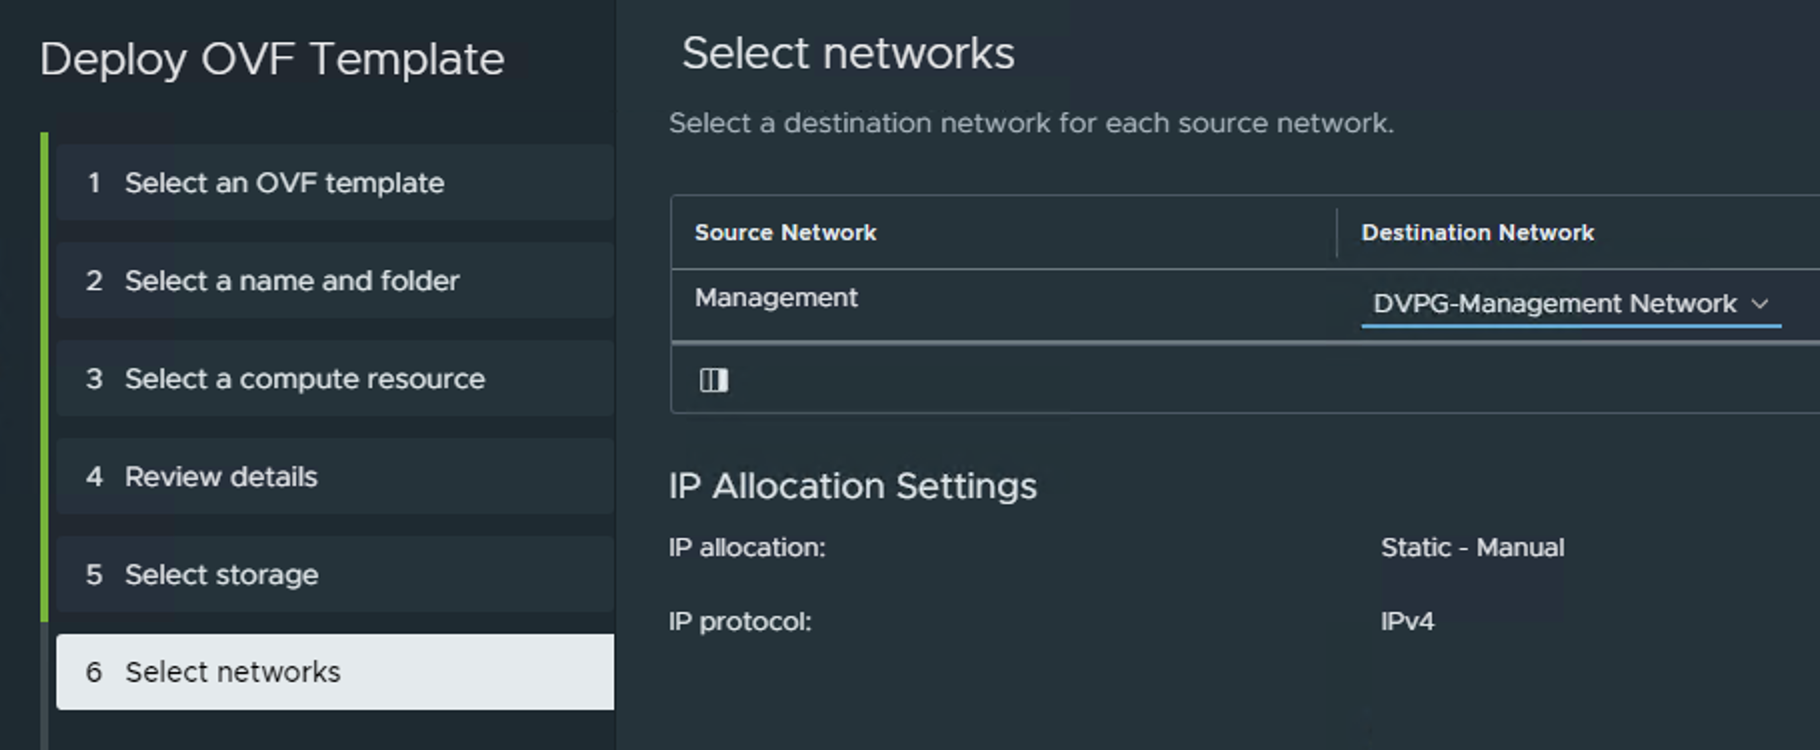 Deploy OVF Template
1 Select an OVF template
2 Select a name and folder
3 Select a compute resource
4 Review details
5 Select storage
6 Select networks
Select networks
Select a destination network for each source network.
Source Network Destination Network
Management DVPG-Management Network
IP Allocation Settings
IP allocation: Static - Manual
IP protocol: IPv4